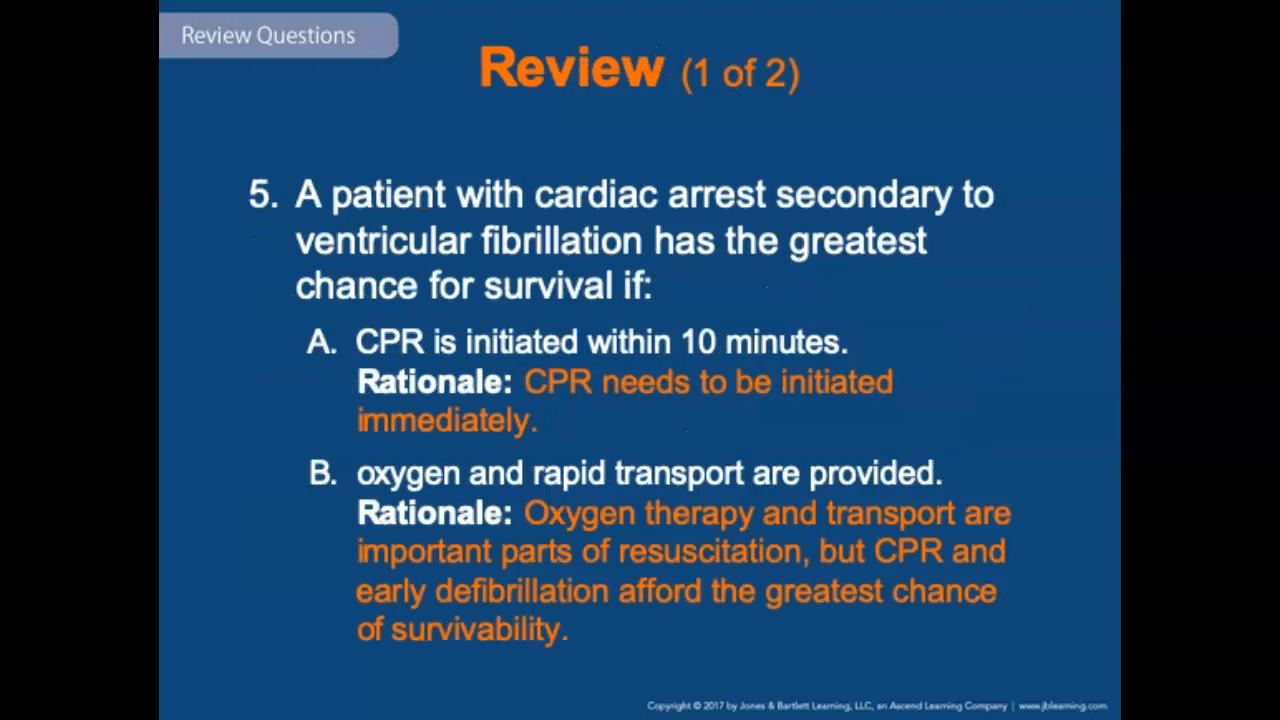 Review Questions
Review (1 of 2)
5. A patient with cardiac arrest secondary to
ventricular fibrillation has the greatest
chance for survival if:
A. CPR is initiated within 10 minutes.
Rationale: CPR needs to be initiated
immediately.
B. oxygen and rapid transport are provided.
Rationale: Oxygen therapy and transport are
important parts of resuscitation, but CPR and
early defibrillation afford the greatest chance
of survivability.
Copyright © 2017 by Jones & Bartlett Learning, LLC, an Ascend Learning Company | www.jblearning.com